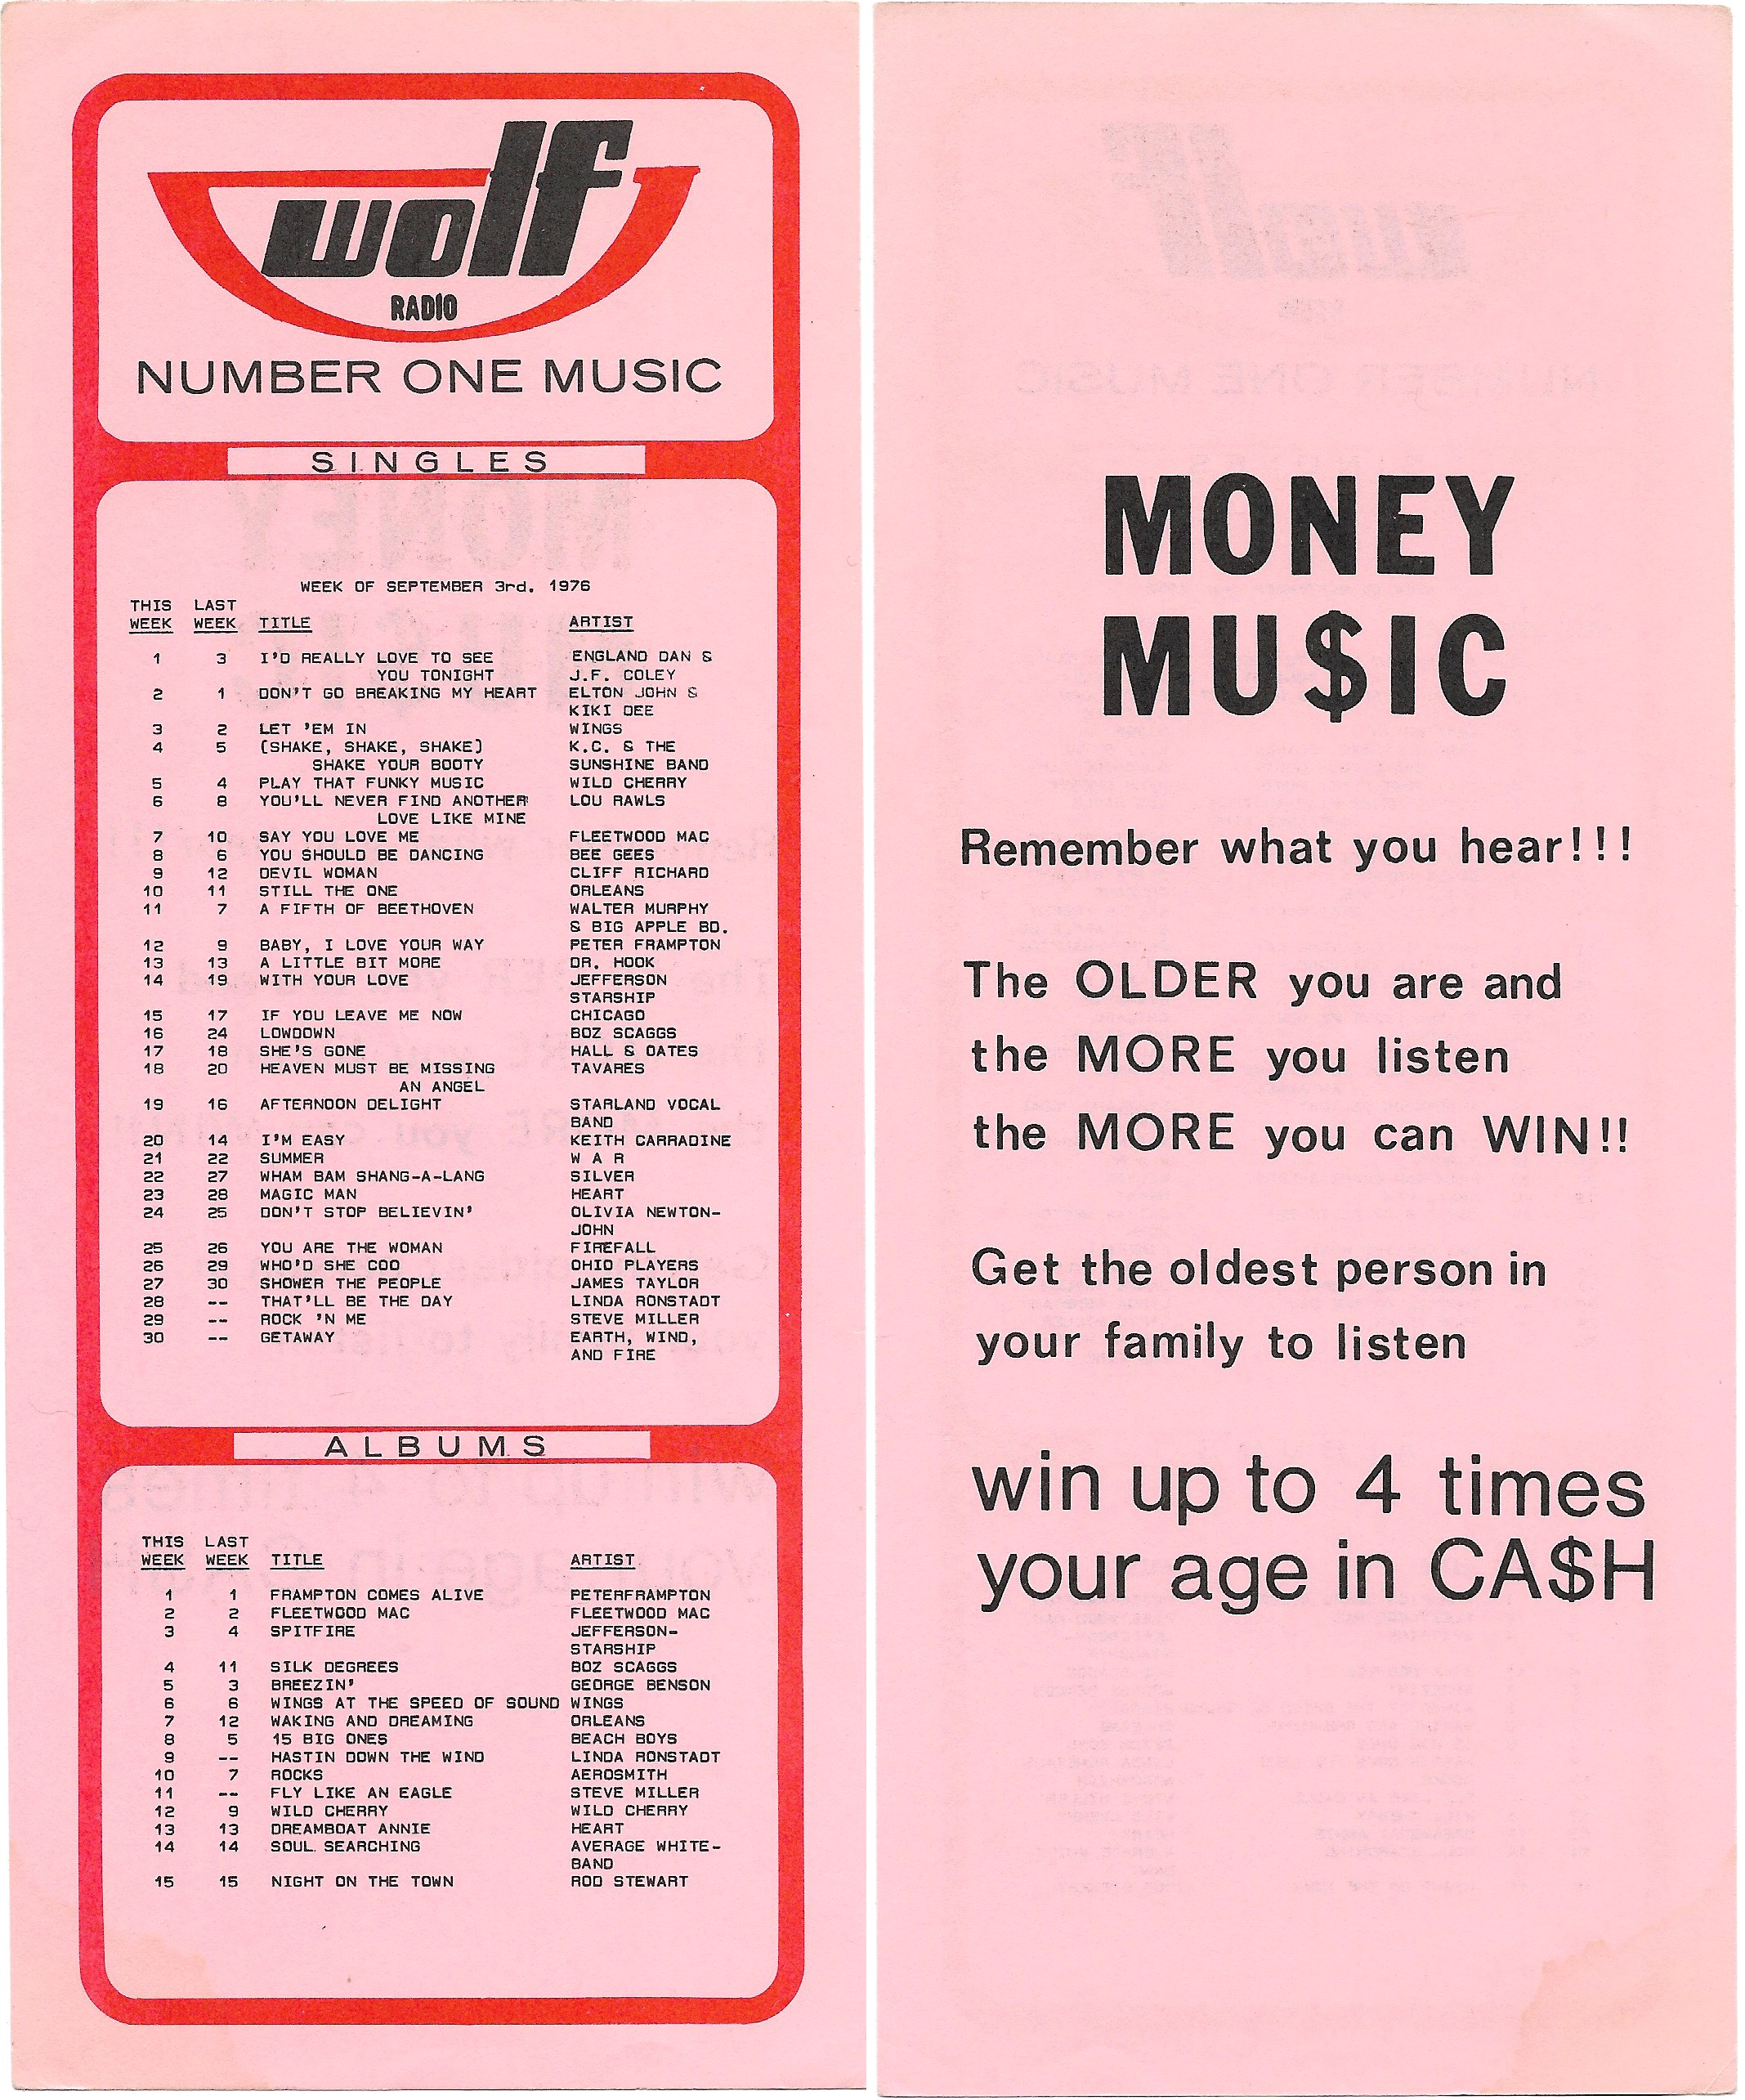 wolf
RADIO
NUMBER ONE MUSIC
SINGLES
WEEK OF SEPTEMBER 3rd. 1976
THIS LAST
WEEK WEEK TITLE ARTIST
1 3 I'D REALLY LOVE TO SEE ENGLAND DAN &
YOU TONIGHT J.F. COLEY
2 1 DON'T GO BREAKING MY HEART ELTON JOHN &
KIKI DEE
3 2 LET 'EM IN WINGS
4 5 (SHAKE, SHAKE, SHAKE) K.C. & THE
SHAKE YOUR BOOTY SUNSHINE BAND
5 4 PLAY THAT FUNKY MUSIC WILD CHERRY
6 8 YOU'LL NEVER FIND ANOTHER LOU RAWLS
LOVE LIKE MINE
7 10 SAY YOU LOVE ME FLEETWOOD MAC
8 6 YOU SHOULD BE DANCING BEE GEES
9 12 DEVIL WOMAN CLIFF RICHARD
10 11 STILL THE ONE ORLEANS
11 7 A FIFTH OF BEETHOVEN WALTER MURPHY
& BIG APPLE BD.
12 9 BABY, I LOVE YOUR WAY PETER FRAMPTON
13 13 A LITTLE BIT MORE DR. HOOK
14 19 WITH YOUR LOVE JEFFERSON
STARSHIP
15 17 IF YOU LEAVE ME NOW CHICAGO
16 24 LOWDOWN BOZ SCAGGS
17 18 SHE'S GONE HALL & OATES
18 20 HEAVEN MUST BE MISSING TAVARES
AN ANGEL
19 16 AFTERNOON DELIGHT STARLAND VOCAL
BAND
20 14 I'M EASY KEITH CARRADINE
21 22 SUMMER W A R
22 27 WHAM BAM SHANG-A-LANG SILVER
23 28 MAGIC MAN HEART
24 25 DON'T STOP BELIEVIN' OLIVIA NEWTON-
JOHN
25 26 YOU ARE THE WOMAN FIREFALL
26 29 WHO'D SHE COO OHIO PLAYERS
27 30 SHOWER THE PEOPLE JAMES TAYLOR
28 -- THAT'LL BE THE DAY LINDA RONSTADT
29 -- ROCK 'N ME STEVE MILLER
30 -- GETAWAY EARTH, WIND,
AND FIRE
ALBUMS
THIS LAST
WEEK WEEK TITLE ARTIST
1 1 FRAMPTON COMES ALIVE PETERFRAMPTON
2 2 FLEETWOOD MAC FLEETWOOD MAC
3 4 SPITFIRE JEFFERSON-
STARSHIP
4 11 SILK DEGREES BOZ SCAGGS
5 3 BREEZIN' GEORGE BENSON
6 6 WINGS AT THE SPEED OF SOUND WINGS
7 12 WAKING AND DREAMING ORLEANS
8 5 15 BIG ONES BEACH BOYS
9 -- HASTIN DOWN THE WIND LINDA RONSTADT
10 7 ROCKS AEROSMITH
11 -- FLY LIKE AN EAGLE STEVE MILLER
12 9 WILD CHERRY WILD CHERRY
13 13 DREAMBOAT ANNIE HEART
14 14 SOUL SEARCHING AVERAGE WHITE-
BAND
15 15 NIGHT ON THE TOWN ROD STEWART
MONEY
MU$IC
Remember what you hear!!!
The OLDER you are and
the MORE you listen
the MORE you can WIN!!
Get the oldest person in
your family to listen
win up to 4 times
your age in CA$H